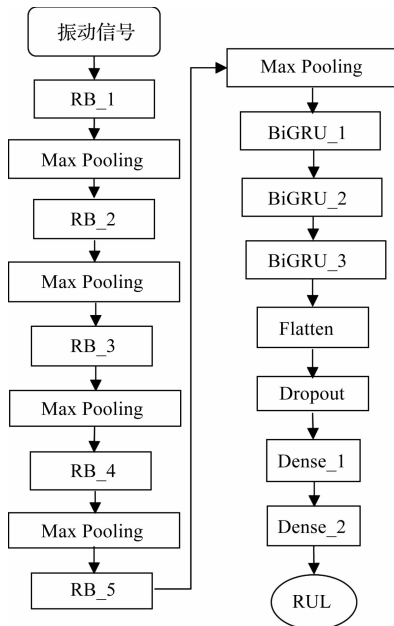 振动信号
RB_1
Max Pooling
RB_2
Max Pooling
RB_3
Max Pooling
RB_4
Max Pooling
RB_5
Max Pooling
BiGRU_1
BiGRU_2
BiGRU_3
Flatten
Dropout
Dense_1
Dense_2
RUL